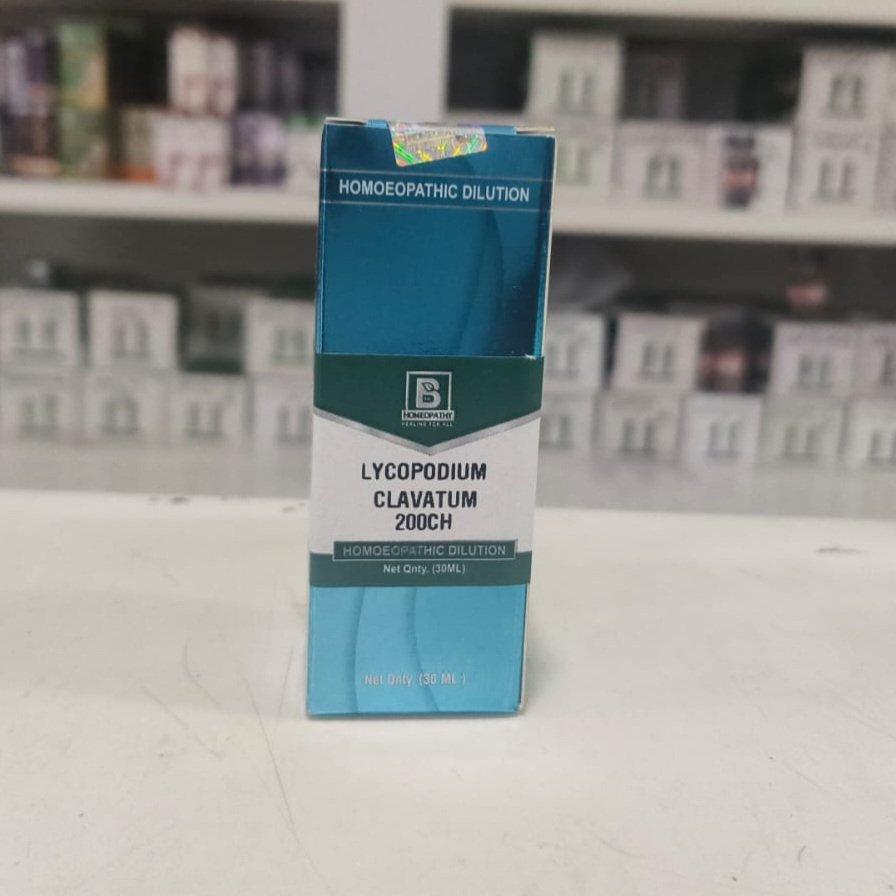 HOMOEOPATHIC DILUTION
B
HOMEOPATHY
HEALING FOR ALL
LYCOPODIUM
CLAVATUM
200CH
HOMOEOPATHIC DILUTION
Net Qnty. (30ML)
Net Qnty. (30 ML )